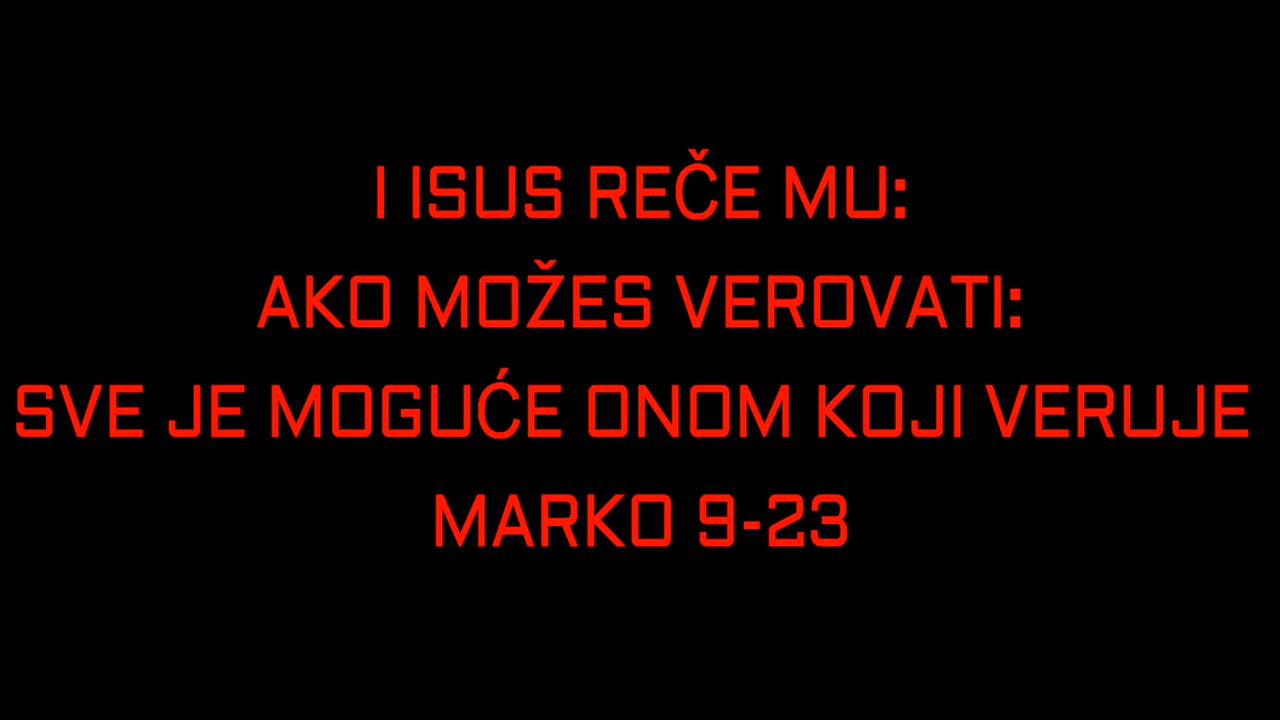 I ISUS REČE MU:
AKO MOŽES VEROVATI:
SVE JE MOGUĆE ONOM KOJI VERUJE
MARKO 9-23